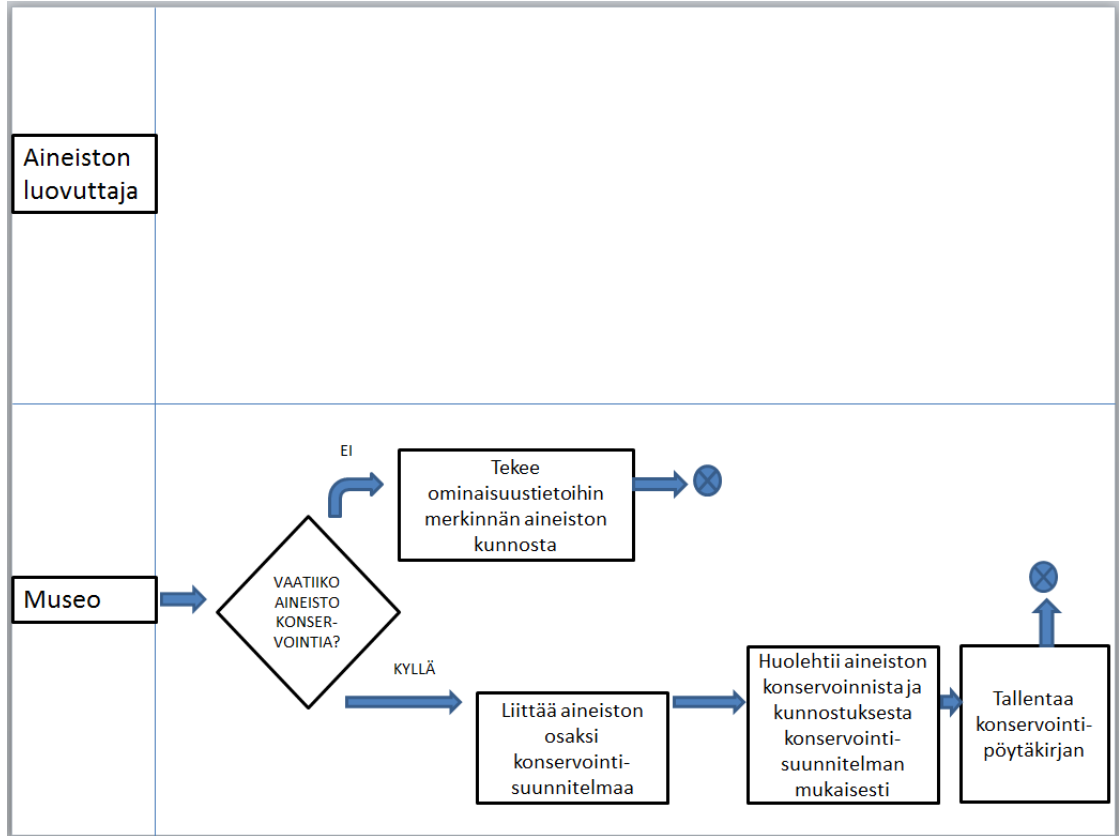 Aineiston
luovuttaja
Museo
VAATIIKO
AINEISTO
KONSER-
VOINTIA?
EI
Tekee
ominaisuustietoihin
merkinnän aineiston
kunnosta
KYLLÄ
Liittää aineiston
osaksi
konservointi-
suunnitelmaa
Huolehtii aineiston
konservoinnista ja
kunnostuksesta
konservointi-
suunnitelman
mukaisesti
Tallentaa
konservointi-
pöytäkirjan